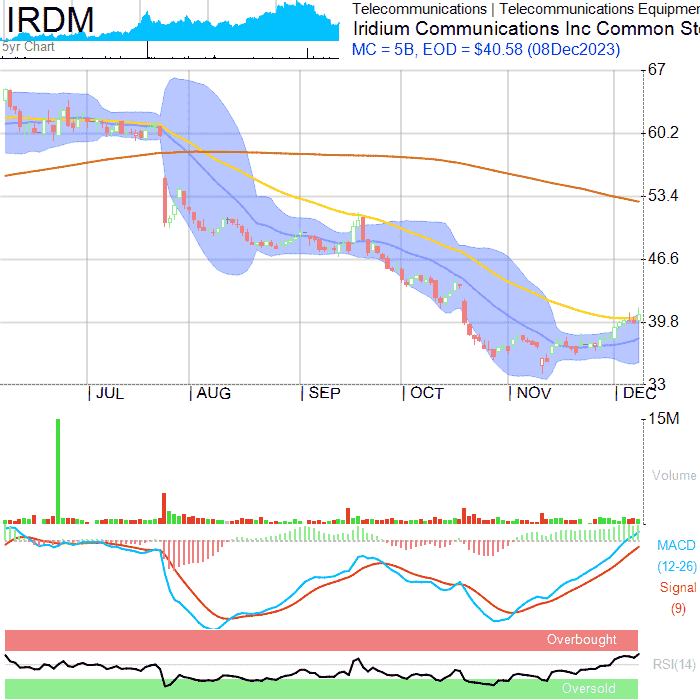 IRDM
5yr Chart
Telecommunications | Telecommunications Equipmen
Iridium Communications Inc Common St
MC = 5B, EOD = $40.58 (08Dec2023)
67
60.2
53.4
46.6
39.8
33
JUL
AUG
SEP
OCT
NOV
DEC
15M
Volume
MACD
(12-26)
Signal
(9)
Overbought
RSI(14)
Oversold